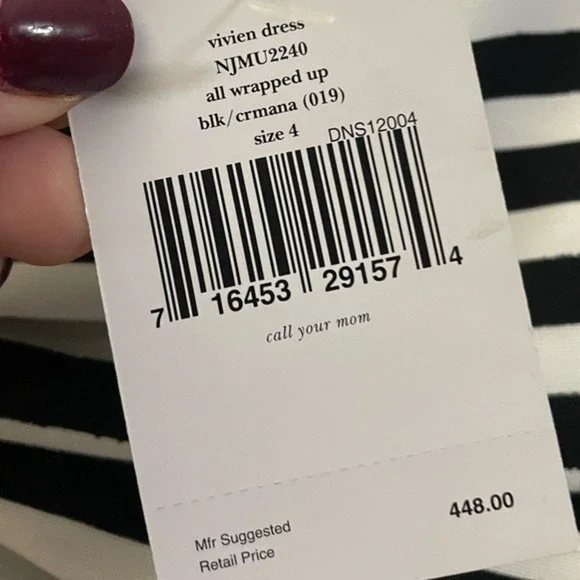 vivien dress
NJMU2240
all wrapped up
blk/crmana (019)
size 4 DNS12004
7 16453 29157 4
call your mom
Mfr Suggested
Retail Price
448.00